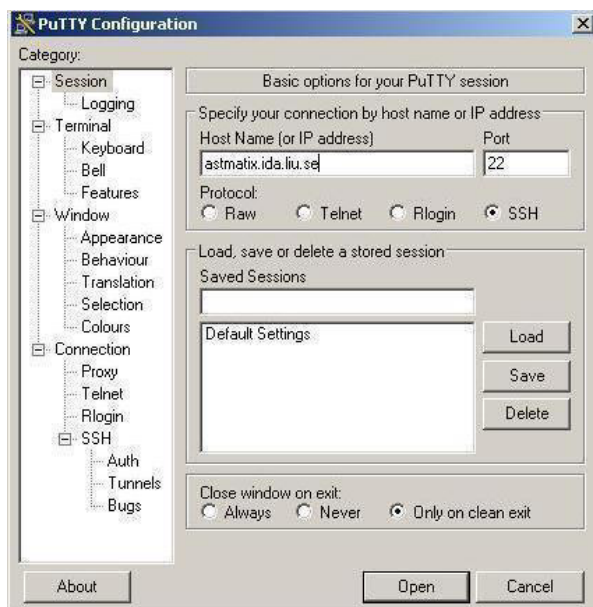 PuTTY Configuration
Category:
Session
Logging
Terminal
Keyboard
Bell
Features
Window
Appearance
Behaviour
Translation
Selection
Colours
Connection
Proxy
Telnet
Rlogin
SSH
Auth
Tunnels
Bugs
Basic options for your PuTTY session
Specify your connection by host name or IP address
Host Name (or IP address) Port
astmatix.ida.liu.se 22
Protocol:
Raw Telnet Rlogin SSH
Load, save or delete a stored session
Saved Sessions
Default Settings
Load
Save
Delete
Close window on exit:
Always Never Only on clean exit
About Open Cancel